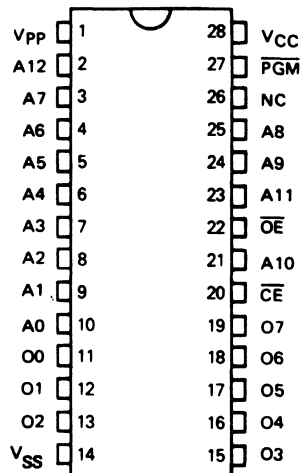 VPP 1 28 VCC
A12 2 27 PGM
A7 3 26 NC
A6 4 25 A8
A5 5 24 A9
A4 6 23 A11
A3 7 22 OE
A2 8 21 A10
A1 9 20 CE
A0 10 19 O7
O0 11 18 O6
O1 12 17 O5
O2 13 16 O4
VSS 14 15 O3